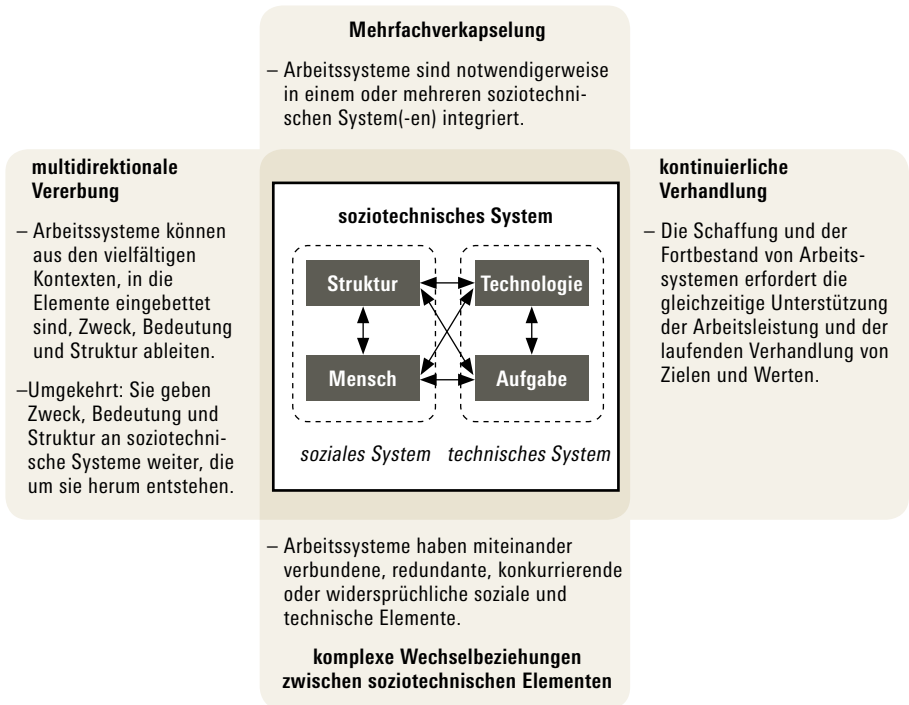 Mehrfachverkapselung
– Arbeitssysteme sind notwendigerweise
in einem oder mehreren soziotechni-
schen System(-en) integriert.
multidirektionale
Vererbung
– Arbeitssysteme können
aus den vielfältigen
Kontexten, in die
Elemente eingebettet
sind, Zweck, Bedeutung
und Struktur ableiten.
–Umgekehrt: Sie geben
Zweck, Bedeutung und
Struktur an soziotechni-
sche Systeme weiter, die
um sie herum entstehen.
soziotechnisches System
Struktur
Technologie
Mensch
Aufgabe
soziales System
technisches System
kontinuierliche
Verhandlung
– Die Schaffung und der
Fortbestand von Arbeits-
systemen erfordert die
gleichzeitige Unterstützung
der Arbeitsleistung und der
laufenden Verhandlung von
Zielen und Werten.
– Arbeitssysteme haben miteinander
verbundene, redundante, konkurrierende
oder widersprüchliche soziale und
technische Elemente.
komplexe Wechselbeziehungen
zwischen soziotechnischen Elementen